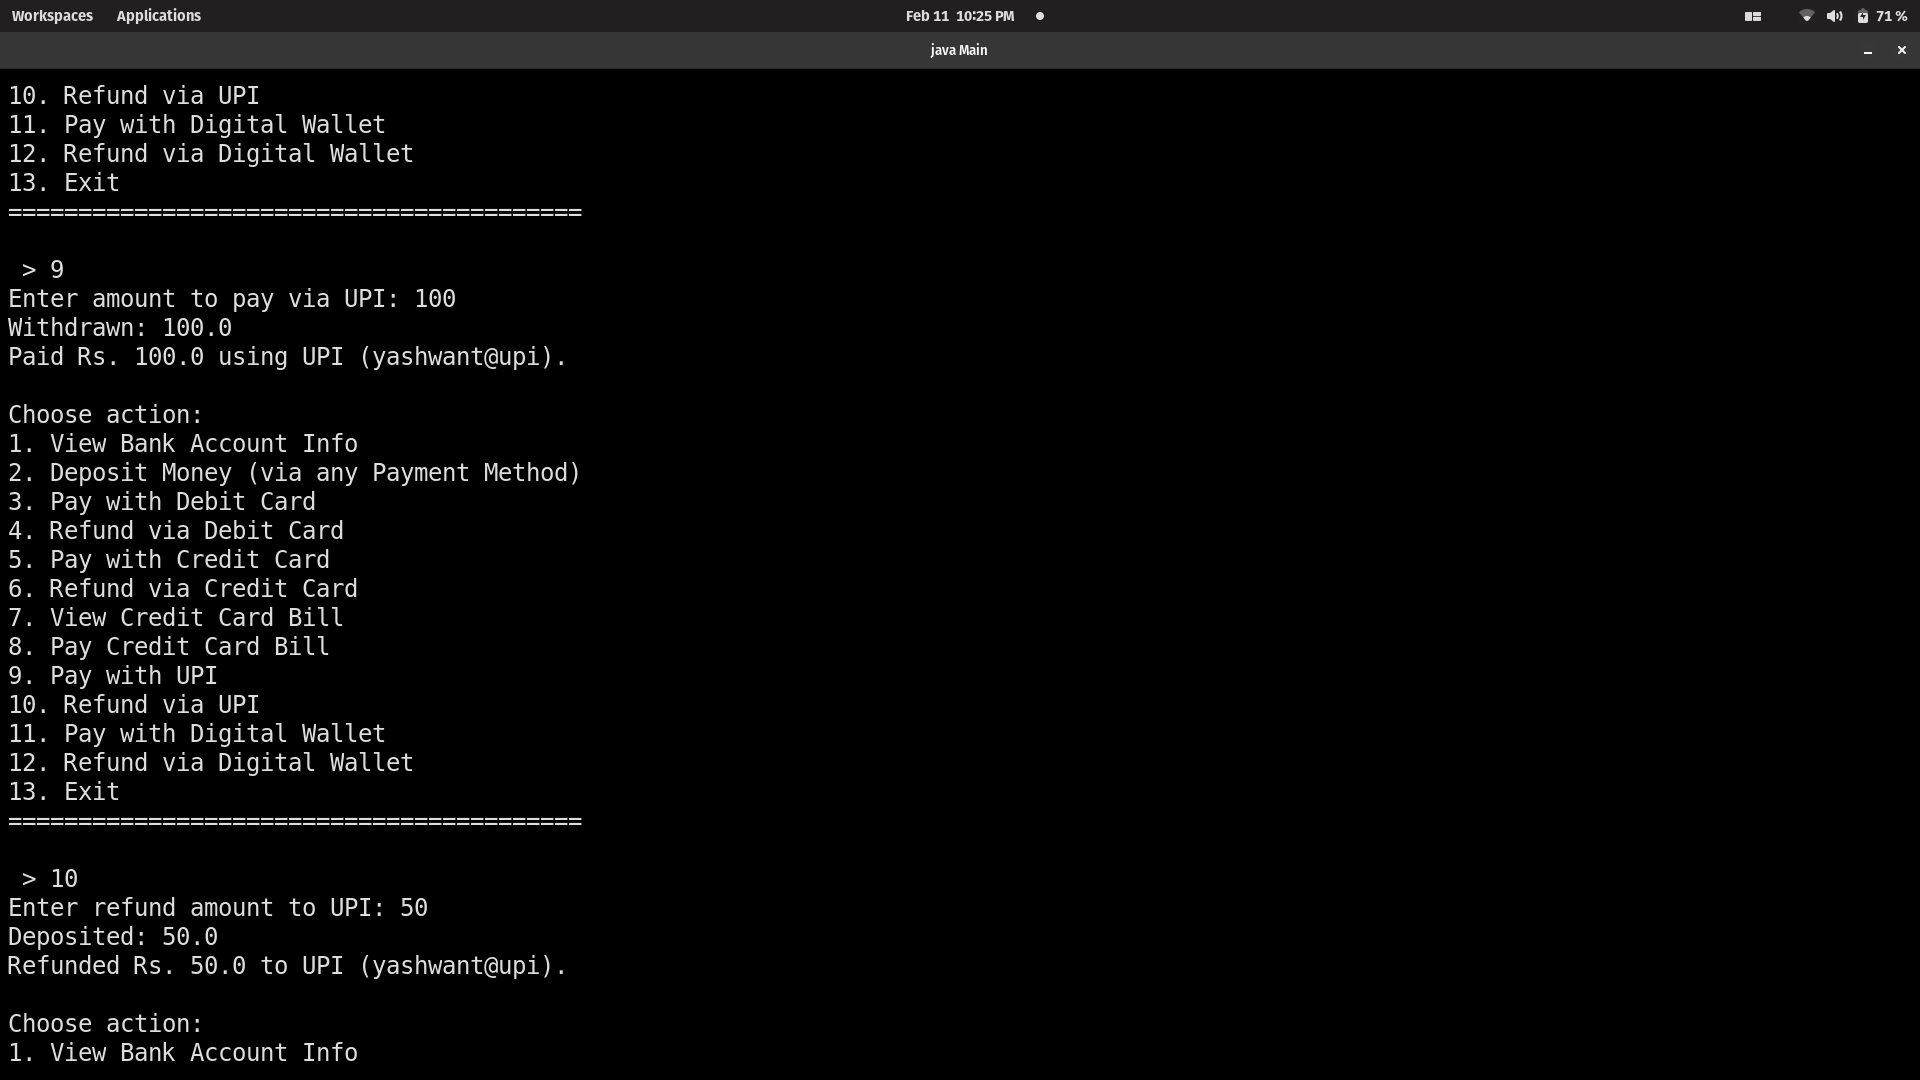 Workspaces Applications Feb 11 10:25 PM 71 %
java Main
10. Refund via UPI
11. Pay with Digital Wallet
12. Refund via Digital Wallet
13. Exit
=========================================
> 9
Enter amount to pay via UPI: 100
Withdrawn: 100.0
Paid Rs. 100.0 using UPI (yashwant@upi).
Choose action:
1. View Bank Account Info
2. Deposit Money (via any Payment Method)
3. Pay with Debit Card
4. Refund via Debit Card
5. Pay with Credit Card
6. Refund via Credit Card
7. View Credit Card Bill
8. Pay Credit Card Bill
9. Pay with UPI
10. Refund via UPI
11. Pay with Digital Wallet
12. Refund via Digital Wallet
13. Exit
=========================================
> 10
Enter refund amount to UPI: 50
Deposited: 50.0
Refunded Rs. 50.0 to UPI (yashwant@upi).
Choose action:
1. View Bank Account Info